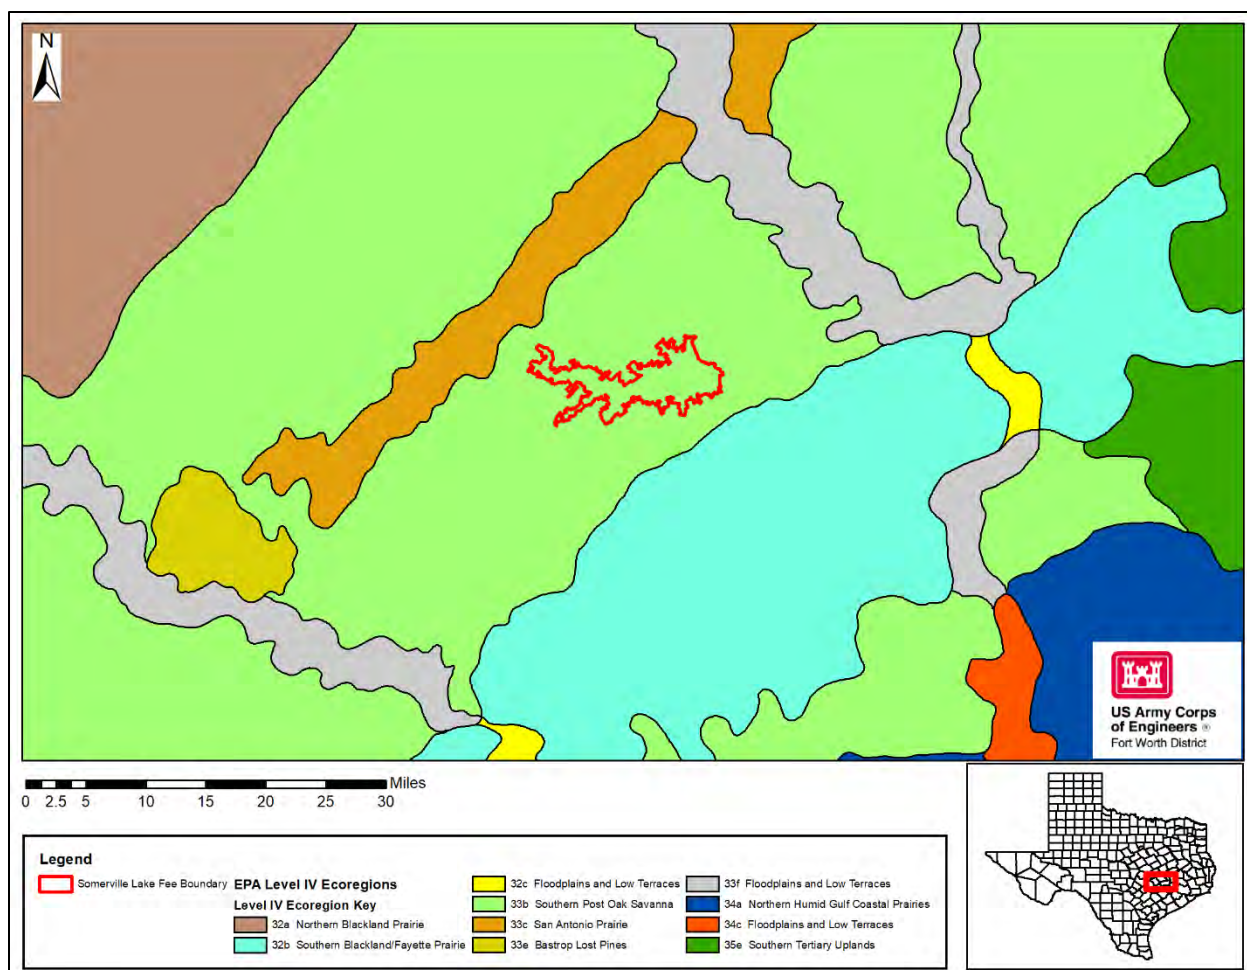 N
US Army Corps
of Engineers ®
Fort Worth District
Miles
0 2.5 5 10 15 20 25 30
Legend
Somerville Lake Fee Boundary
EPA Level IV Ecoregions
Level IV Ecoregion Key
32a Northern Blackland Prairie
32b Southern Blackland/Fayette Prairie
32c Floodplains and Low Terraces
33b Southern Post Oak Savanna
33c San Antonio Prairie
33e Bastrop Lost Pines
33f Floodplains and Low Terraces
34a Northern Humid Gulf Coastal Prairies
34c Floodplains and Low Terraces
35e Southern Tertiary Uplands